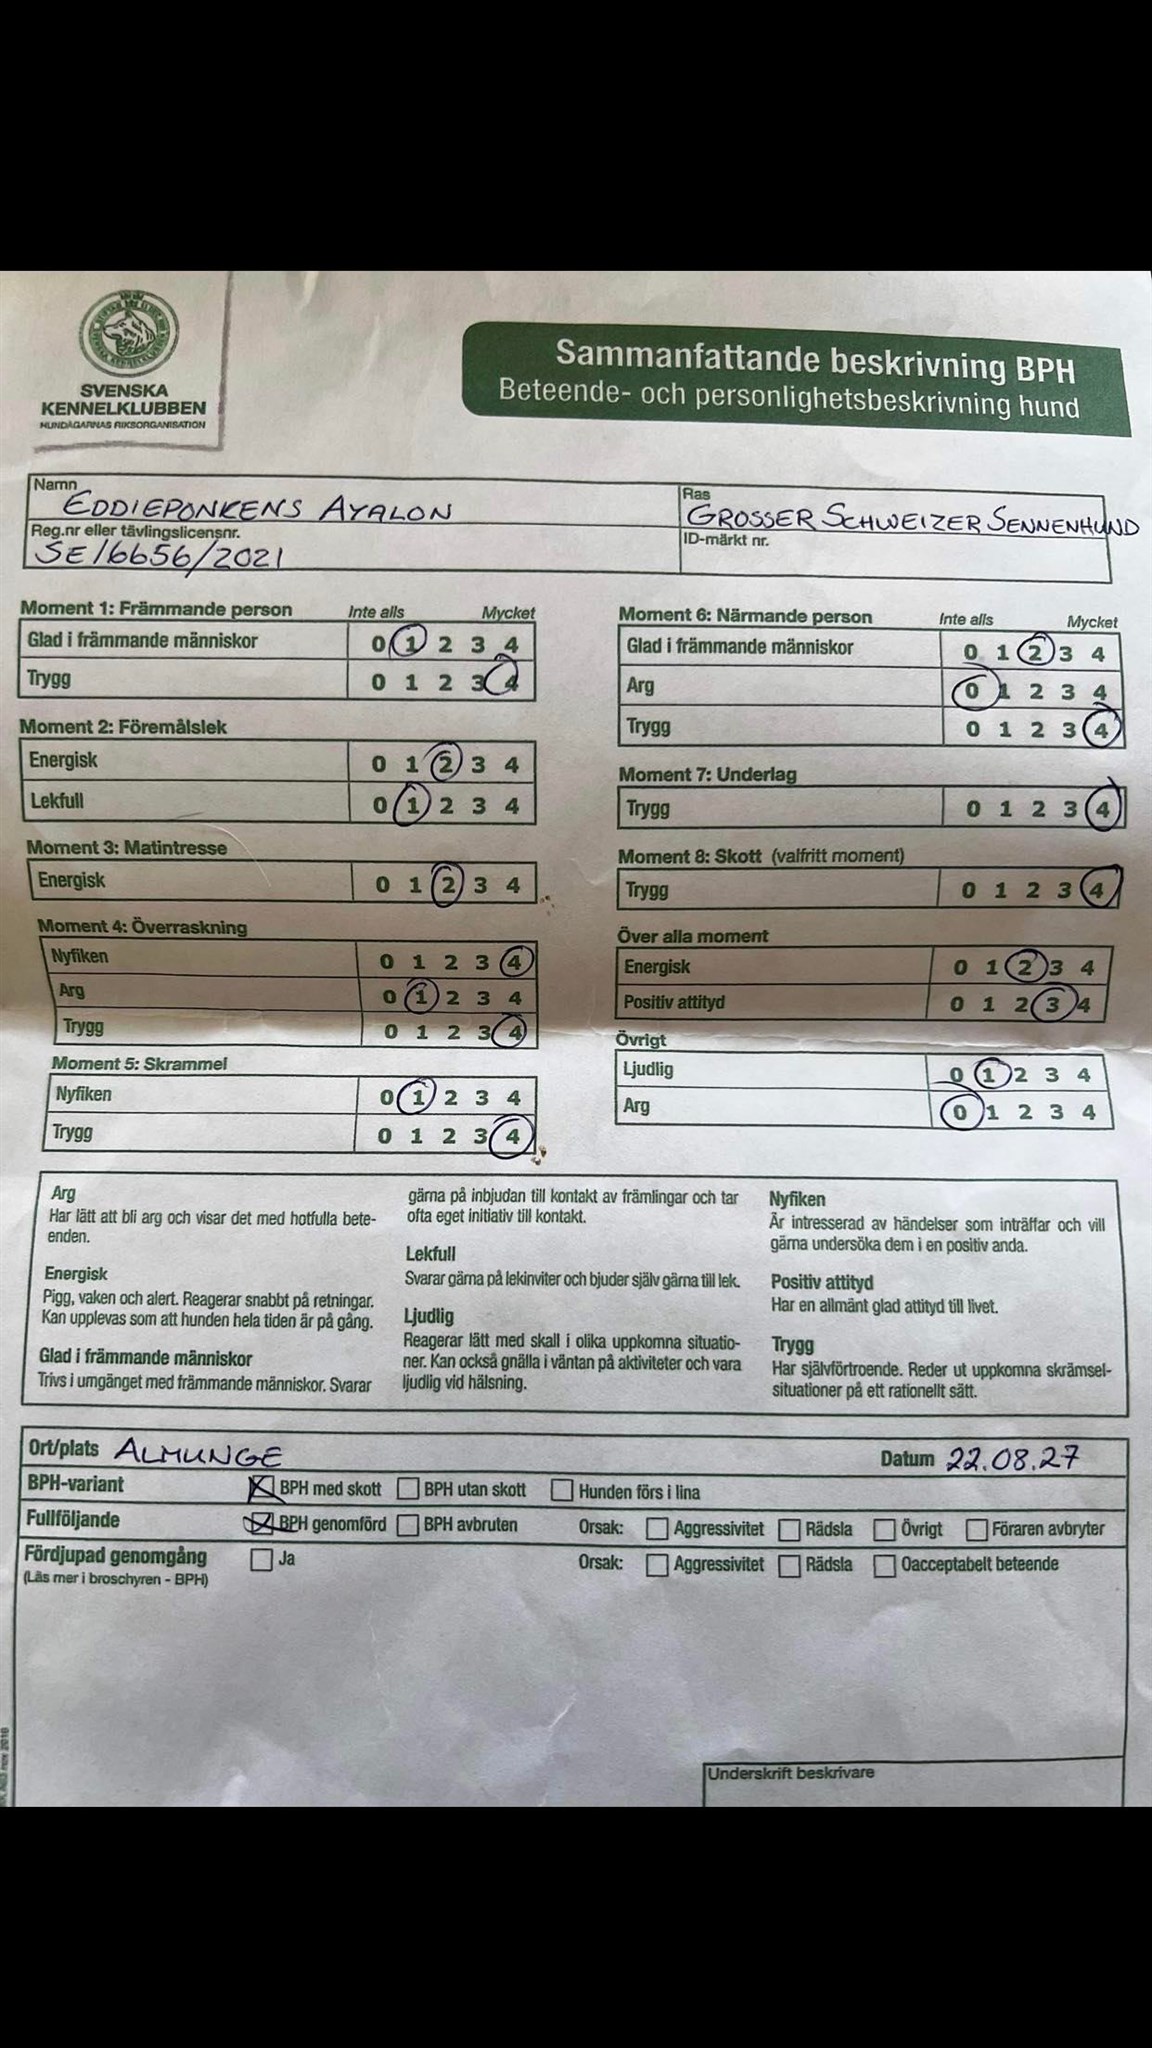 SVENSKA
KENNELKLUBBEN
HUNDÄGARNAS RIKSORGANISATION
Sammanfattande beskrivning BPH
Beteende- och personlighetsbeskrivning hund
Namn
EDDIEPONKENS AYALON
Ras
GROSSER SCHWEIZER SENNENHUND
Reg.nr eller tävlingslicensnr.
SE16656/2021
ID-märkt nr.
Moment 1: Främmande person Inte alls Mycket
Glad i främmande människor 0 1 2 3 4
Trygg 0 1 2 3 4
Moment 2: Föremålslek
Energisk 0 1 2 3 4
Lekfull 0 1 2 3 4
Moment 3: Matintresse
Energisk 0 1 2 3 4
Moment 4: Överraskning
Nyfiken 0 1 2 3 4
Arg 0 1 2 3 4
Trygg 0 1 2 3 4
Moment 5: Skrammel
Nyfiken 0 1 2 3 4
Trygg 0 1 2 3 4
Moment 6: Närmande person Inte alls Mycket
Glad i främmande människor 0 1 2 3 4
Arg 0 1 2 3 4
Trygg 0 1 2 3 4
Moment 7: Underlag
Trygg 0 1 2 3 4
Moment 8: Skott (valfritt moment)
Trygg 0 1 2 3 4
Över alla moment
Energisk 0 1 2 3 4
Positiv attityd 0 1 2 3 4
Övrigt
Ljudlig 0 1 2 3 4
Arg 0 1 2 3 4
Arg
Har lätt att bli arg och visar det med hotfulla bete-
enden.
Energisk
Pigg, vaken och alert. Reagerar snabbt på retningar.
Kan upplevas som att hunden hela tiden är på gång.
Glad i främmande människor
Trivs i umgänget med främmande människor. Svarar
gärna på inbjudan till kontakt av främlingar och tar
ofta eget initiativ till kontakt.
Lekfull
Svarar gärna på lekinviter och bjuder själv gärna till lek.
Ljudlig
Reagerar lätt med skall i olika uppkomna situatio-
ner. Kan också gnälla i väntan på aktiviteter och vara
ljudlig vid hälsning.
Nyfiken
Är intresserad av händelser som inträffar och vill
gärna undersöka dem i en positiv anda.
Positiv attityd
Har en allmänt glad attityd till livet.
Trygg
Har självförtroende. Reder ut uppkomna skrämsel-
situationer på ett rationellt sätt.
Ort/plats ALMUNGE Datum 22.08.27
BPH-variant BPH med skott BPH utan skott Hunden förs i lina
Fullföljande BPH genomförd BPH avbruten Orsak: Aggressivitet Rädsla Övrigt Föraren avbryter
Fördjupad genomgång Ja Orsak: Aggressivitet Rädsla Oacceptabelt beteende
(Läs mer i broschyren - BPH)
Underskrift beskrivare